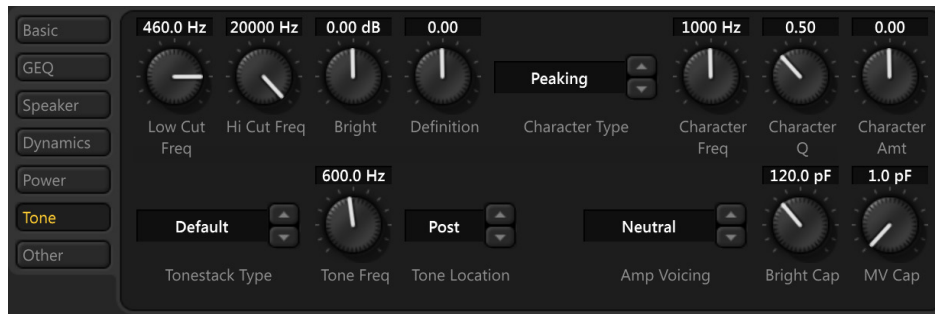 Basic
GEQ
Speaker
Dynamics
Power
Tone
Other
460.0 Hz 20000 Hz 0.00 dB 0.00 1000 Hz 0.50 0.00
Peaking
Low Cut Freq Hi Cut Freq Bright Definition Character Type Character Freq Character Q Character Amt
600.0 Hz 120.0 pF 1.0 pF
Default Post Neutral
Tonestack Type Tone Freq Tone Location Amp Voicing Bright Cap MV Cap